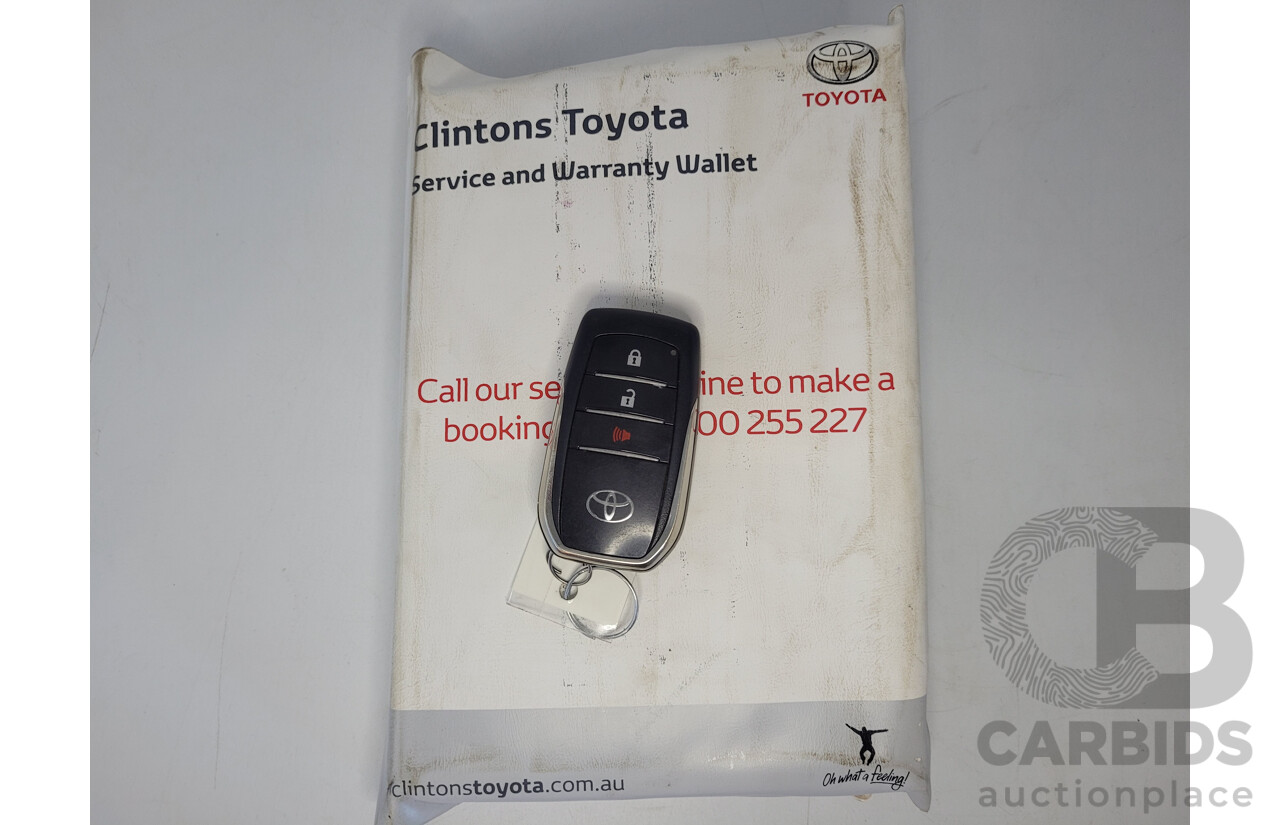 TOYOTA
Clintons Toyota
Service and Warranty Wallet
Call our se ine to make a
booking 00 255 227
clintonstoyota.com.au
Oh what a feeling!
CB
CARBIDS
auctionplace